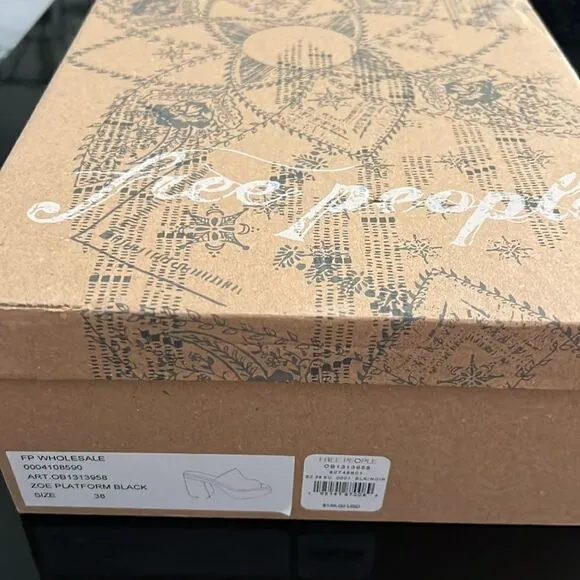 free people
FP WHOLESALE
0004108590
ART.OB1313958
ZOE PLATFORM BLACK
SIZE 38
FREE PEOPLE
OB1313958